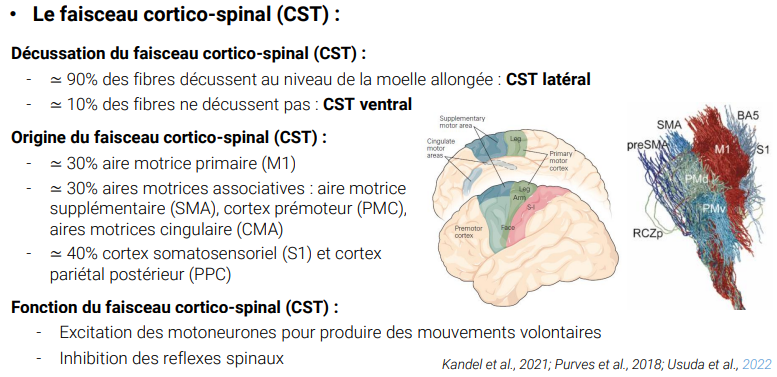 • Le faisceau cortico-spinal (CST) :
Décussation du faisceau cortico-spinal (CST) :
- ≃ 90% des fibres décussent au niveau de la moelle allongée : CST latéral
- ≃ 10% des fibres ne décussent pas : CST ventral
Origine du faisceau cortico-spinal (CST) :
- ≃ 30% aire motrice primaire (M1)
- ≃ 30% aires motrices associatives : aire motrice
supplémentaire (SMA), cortex prémoteur (PMC),
aires motrices cingulaire (CMA)
- ≃ 40% cortex somatosensoriel (S1) et cortex
pariétal postérieur (PPC)
Supplementary
motor area
Cingulate
motor
areas
Leg
Primary
motor
cortex
Leg
Arm
S1
Face
Premotor
cortex
SMA
BA5
preSMA
M1
S1
PMd
PMv
RCZp
Fonction du faisceau cortico-spinal (CST) :
- Excitation des motoneurones pour produire des mouvements volontaires
- Inhibition des reflexes spinaux
Kandel et al., 2021; Purves et al., 2018; Usuda et al., 2022